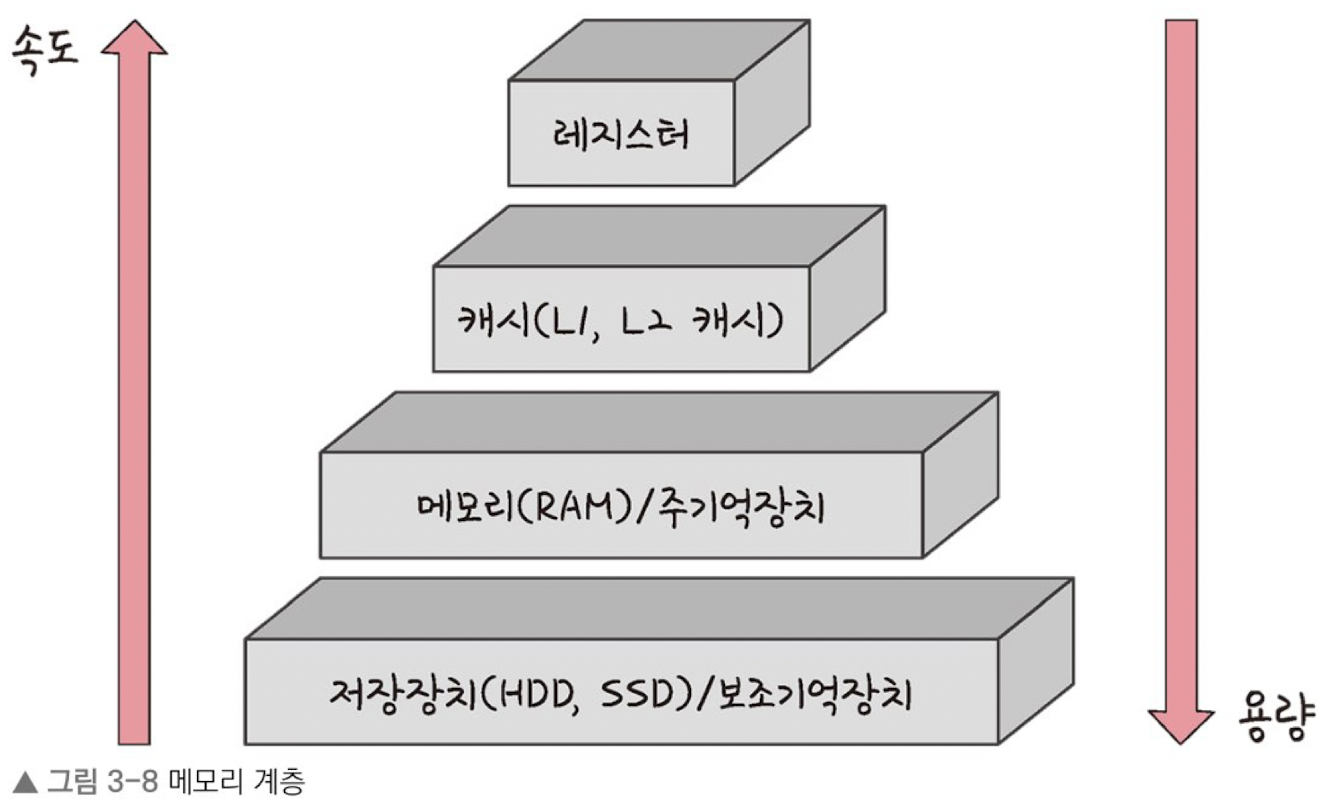 속도
레지스터
캐시(L1, L2 캐시)
메모리(RAM)/주기억장치
저장장치(HDD, SSD)/보조기억장치
용량
▲ 그림 3-8 메모리 계층